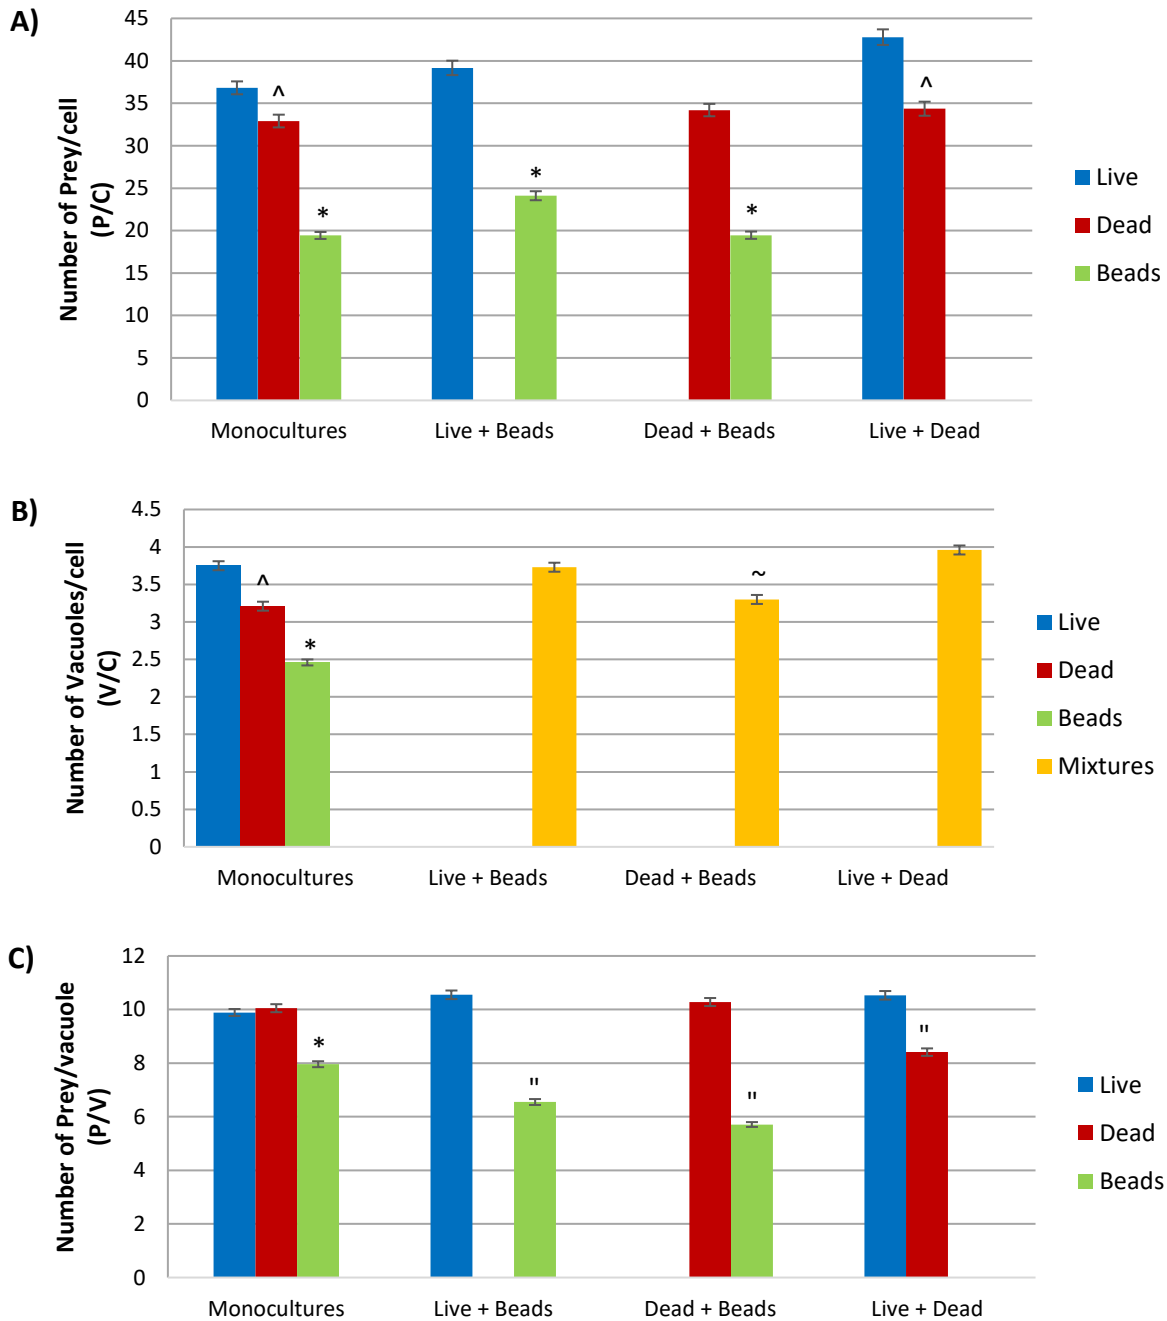 A)
Number of Prey/cell
(P/C)
45
40
35
30
25
20
15
10
5
0
^
*
*
*
^
Monocultures
Live + Beads
Dead + Beads
Live + Dead
Live
Dead
Beads
B)
Number of Vacuoles/cell
(V/C)
4.5
4
3.5
3
2.5
2
1.5
1
0.5
0
^
*
~
Monocultures
Live + Beads
Dead + Beads
Live + Dead
Live
Dead
Beads
Mixtures
C)
Number of Prey/vacuole
(P/V)
12
10
8
6
4
2
0
*
"
"
"
Monocultures
Live + Beads
Dead + Beads
Live + Dead
Live
Dead
Beads